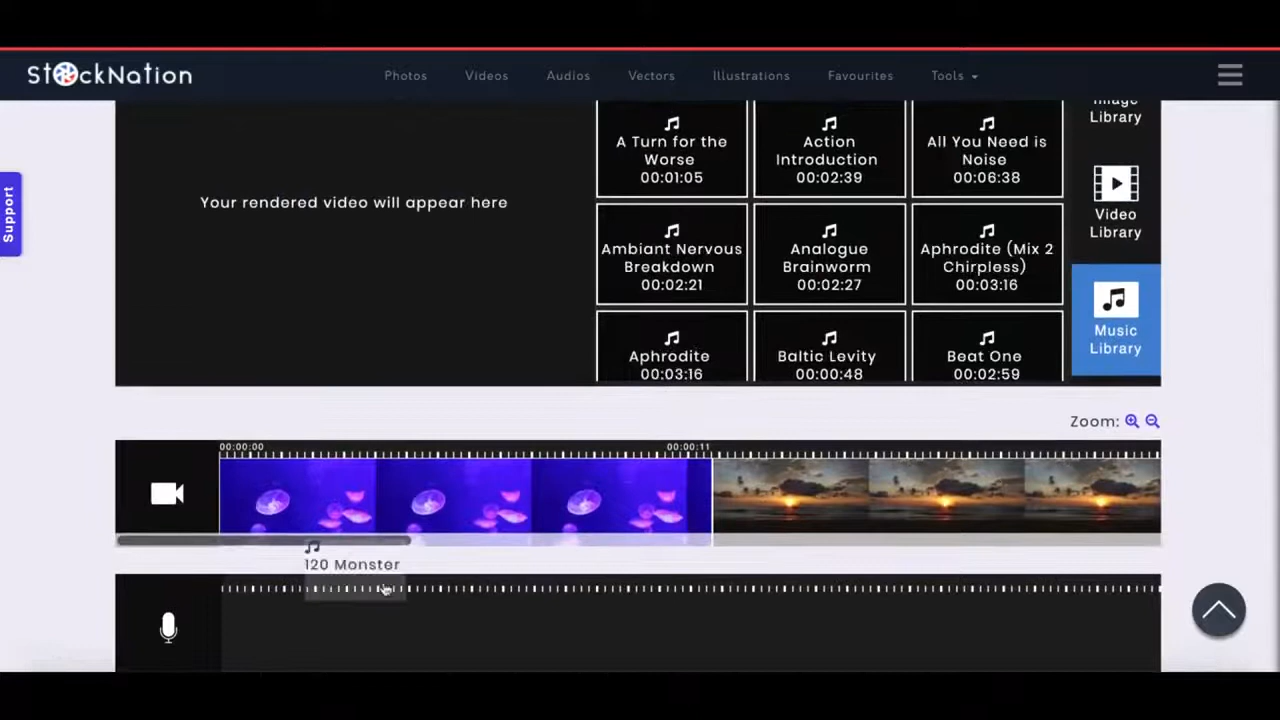 StockNation
Photos
Videos
Audios
Vectors
Illustrations
Favourites
Tools
Support
Your rendered video will appear here
A Turn for the
Worse
00:01:05
Action
Introduction
00:02:39
All You Need is
Noise
00:06:38
Ambiant Nervous
Breakdown
00:02:21
Analogue
Brainworm
00:02:27
Aphrodite (Mix 2
Chirpless)
00:03:16
Aphrodite
00:03:16
Baltic Levity
00:00:48
Beat One
00:02:59
Image
Library
Video
Library
Music
Library
Zoom:
00:00:00
00:00:11
120 Monster